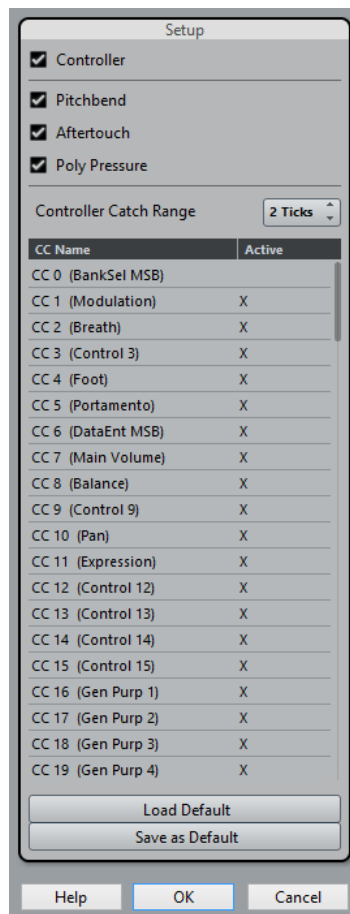 Setup
Controller
Pitchbend
Aftertouch
Poly Pressure
Controller Catch Range 2 Ticks
CC Name Active
CC 0 (BankSel MSB)
CC 1 (Modulation) X
CC 2 (Breath) X
CC 3 (Control 3) X
CC 4 (Foot) X
CC 5 (Portamento) X
CC 6 (DataEnt MSB) X
CC 7 (Main Volume) X
CC 8 (Balance) X
CC 9 (Control 9) X
CC 10 (Pan) X
CC 11 (Expression) X
CC 12 (Control 12) X
CC 13 (Control 13) X
CC 14 (Control 14) X
CC 15 (Control 15) X
CC 16 (Gen Purp 1) X
CC 17 (Gen Purp 2) X
CC 18 (Gen Purp 3) X
CC 19 (Gen Purp 4) X
Load Default
Save as Default
Help OK Cancel